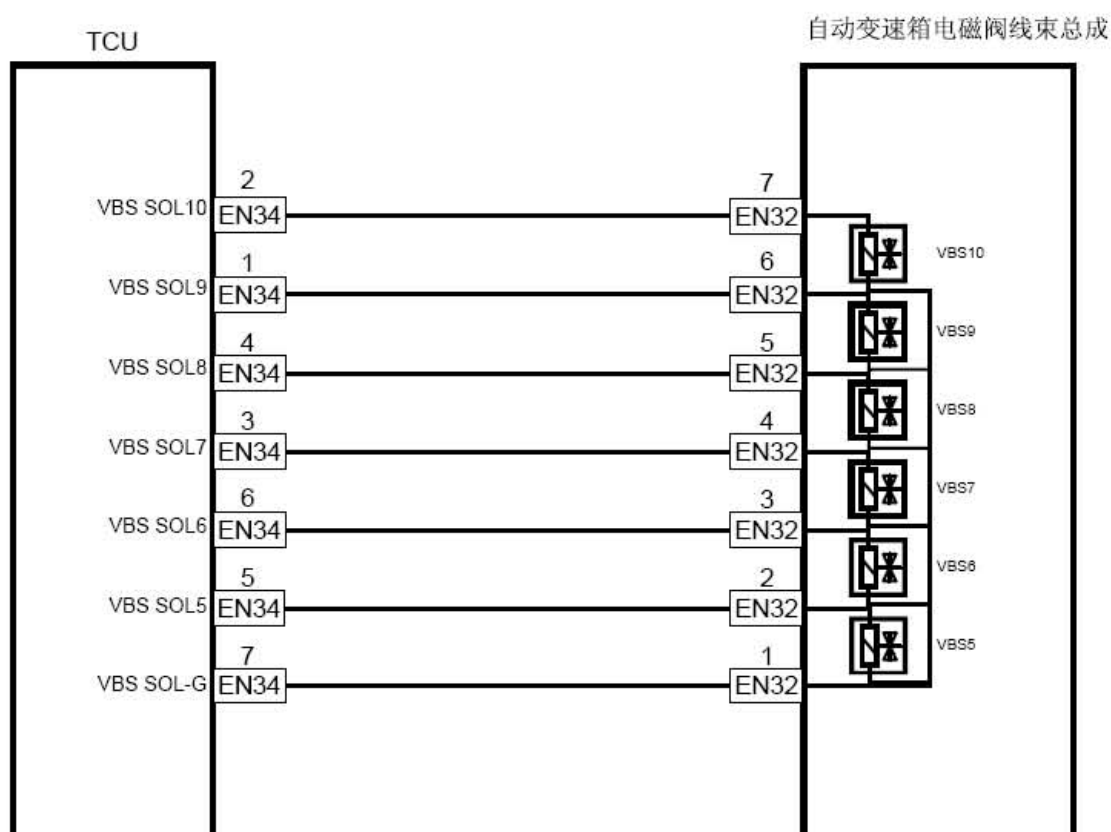 自动变速箱电磁阀线束总成
TCU
2 7
VBS SOL10 EN34 EN32
VBS10
1 6
VBS SOL9 EN34 EN32
VBS9
4 5
VBS SOL8 EN34 EN32
VBS8
3 4
VBS SOL7 EN34 EN32
VBS7
6 3
VBS SOL6 EN34 EN32
VBS6
5 2
VBS SOL5 EN34 EN32
VBS5
7 1
VBS SOL-G EN34 EN32